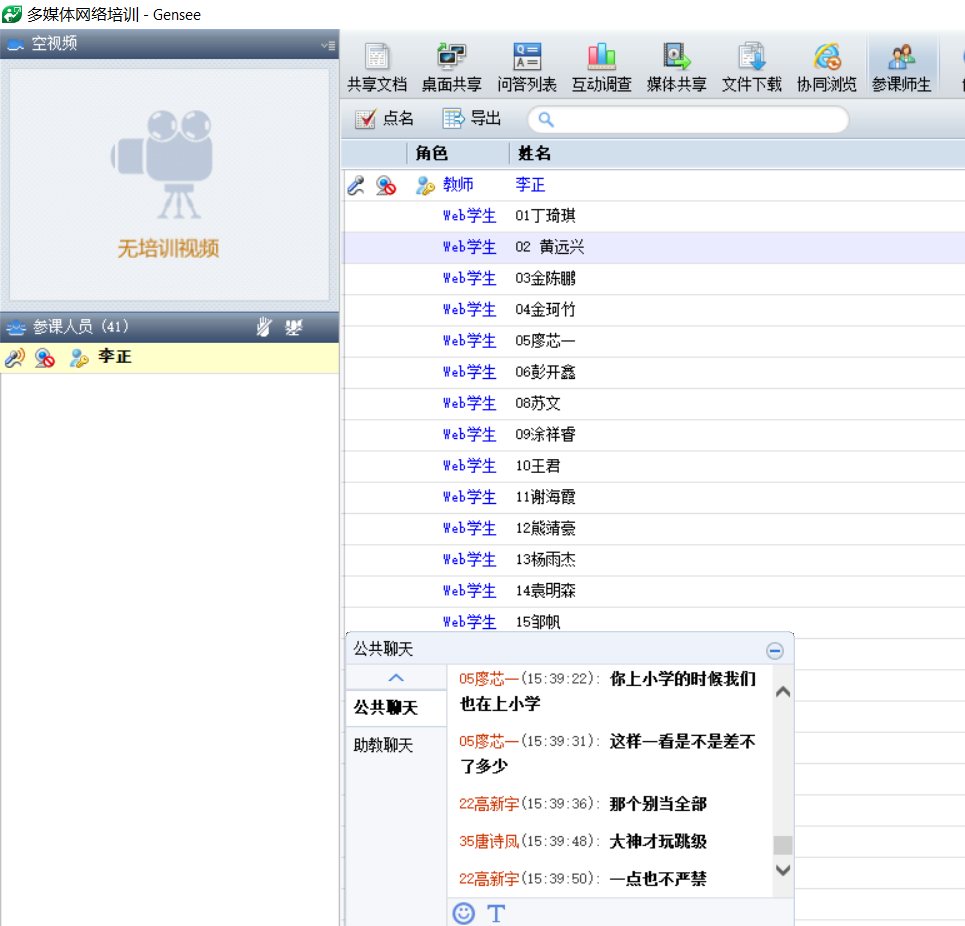 多媒体网络培训 - Gensee
空视频
无培训视频
参课人员 (41)
李正
共享文档 桌面共享 问答列表 互动调查 媒体共享 文件下载 协同浏览 参课师生
点名 导出
角色 姓名
教师 李正
Web学生 01丁琦琪
Web学生 02 黄远兴
Web学生 03金陈鹏
Web学生 04金珂竹
Web学生 05廖芯一
Web学生 06彭开鑫
Web学生 08苏文
Web学生 09涂祥睿
Web学生 10王君
Web学生 11谢海霞
Web学生 12熊靖豪
Web学生 13杨雨杰
Web学生 14袁明森
Web学生 15邹帆
公共聊天
公共聊天
助教聊天
05廖芯一(15:39:22): 你上小学的时候我们
也在上小学
05廖芯一(15:39:31): 这样一看是不是差不
了多少
22高新宇(15:39:36): 那个别当全部
35唐诗凤(15:39:48): 大神才玩跳级
22高新宇(15:39:50): 一点也不严禁